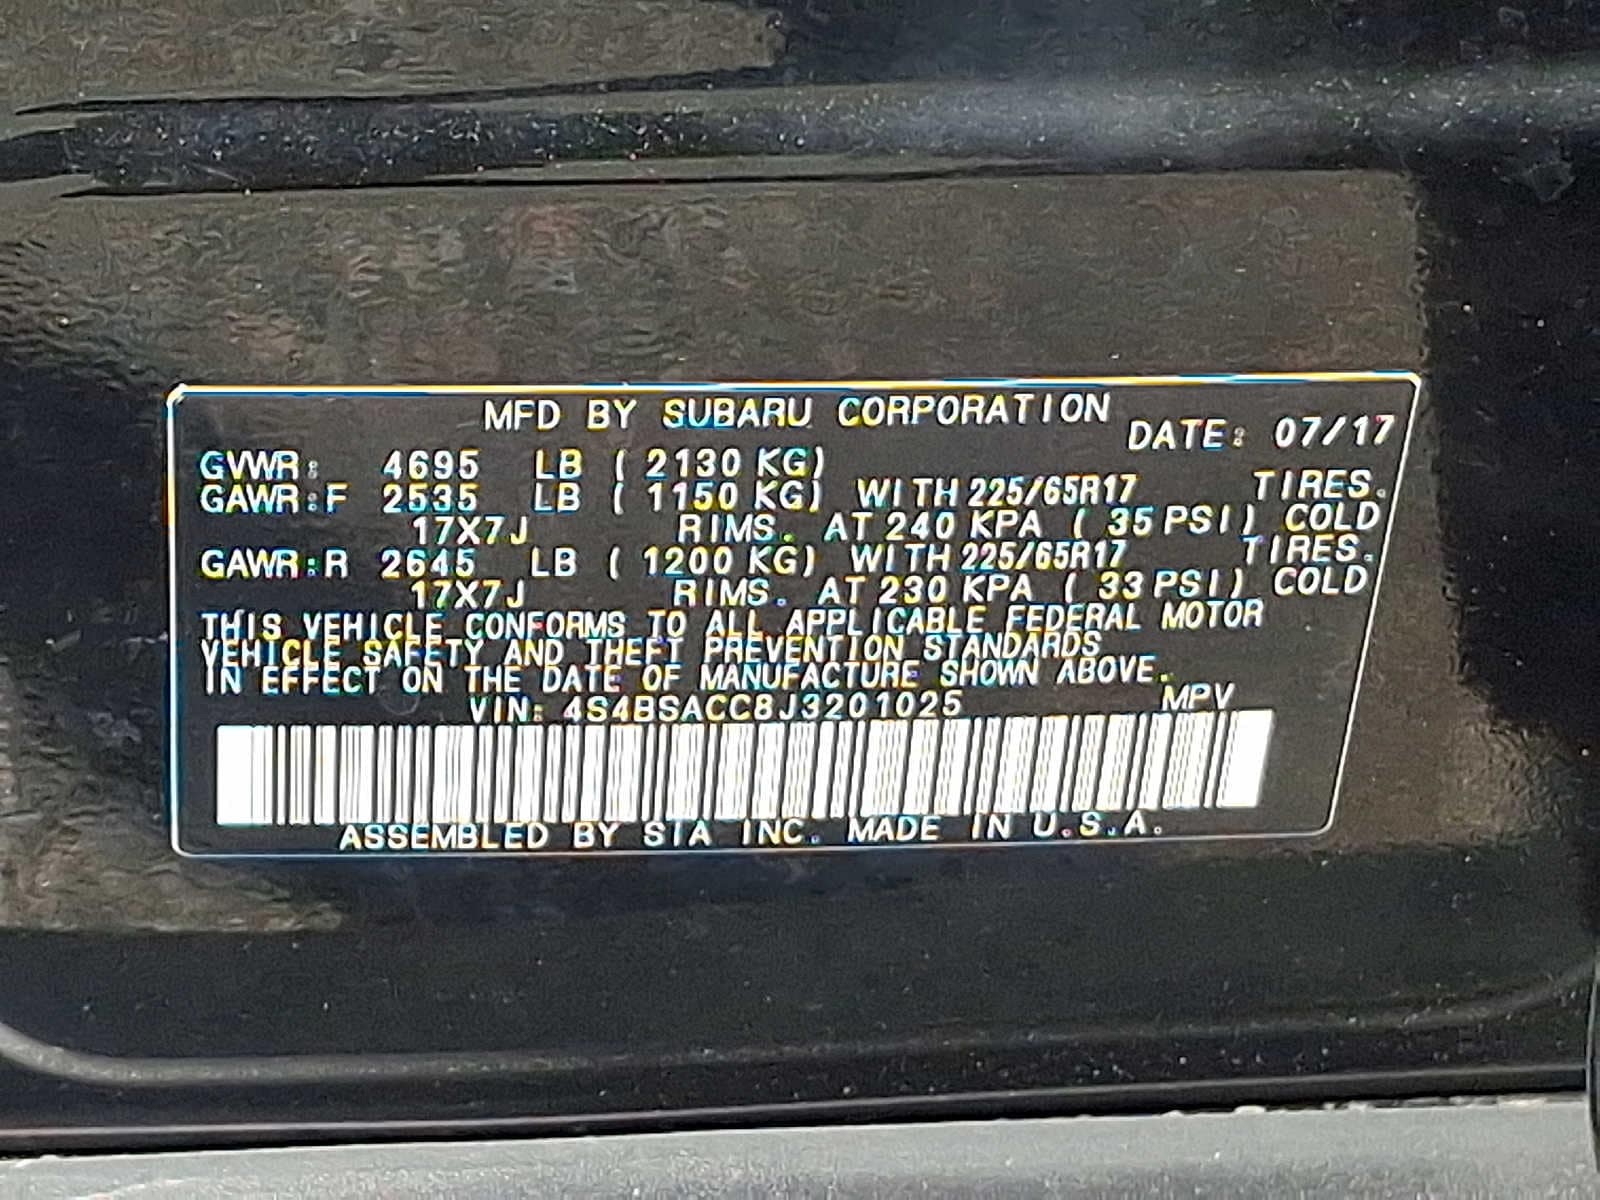 MFD BY SUBARU CORPORATION
DATE: 07/17
GVWR: 4695 LB ( 2130 KG)
GAWR:F 2535 LB ( 1150 KG) WITH 225/65R17 TIRES.
17X7J RIMS. AT 240 KPA ( 35 PSI) COLD
GAWR:R 2645 LB ( 1200 KG) WITH 225/65R17 TIRES.
17X7J RIMS. AT 230 KPA ( 33 PSI) COLD
THIS VEHICLE CONFORMS TO ALL APPLICABLE FEDERAL MOTOR
VEHICLE SAFETY AND THEFT PREVENTION STANDARDS
IN EFFECT ON THE DATE OF MANUFACTURE SHOWN ABOVE.
VIN: 4S4BSACC8J3201025 MPV
ASSEMBLED BY SIA INC. MADE IN U.S.A.